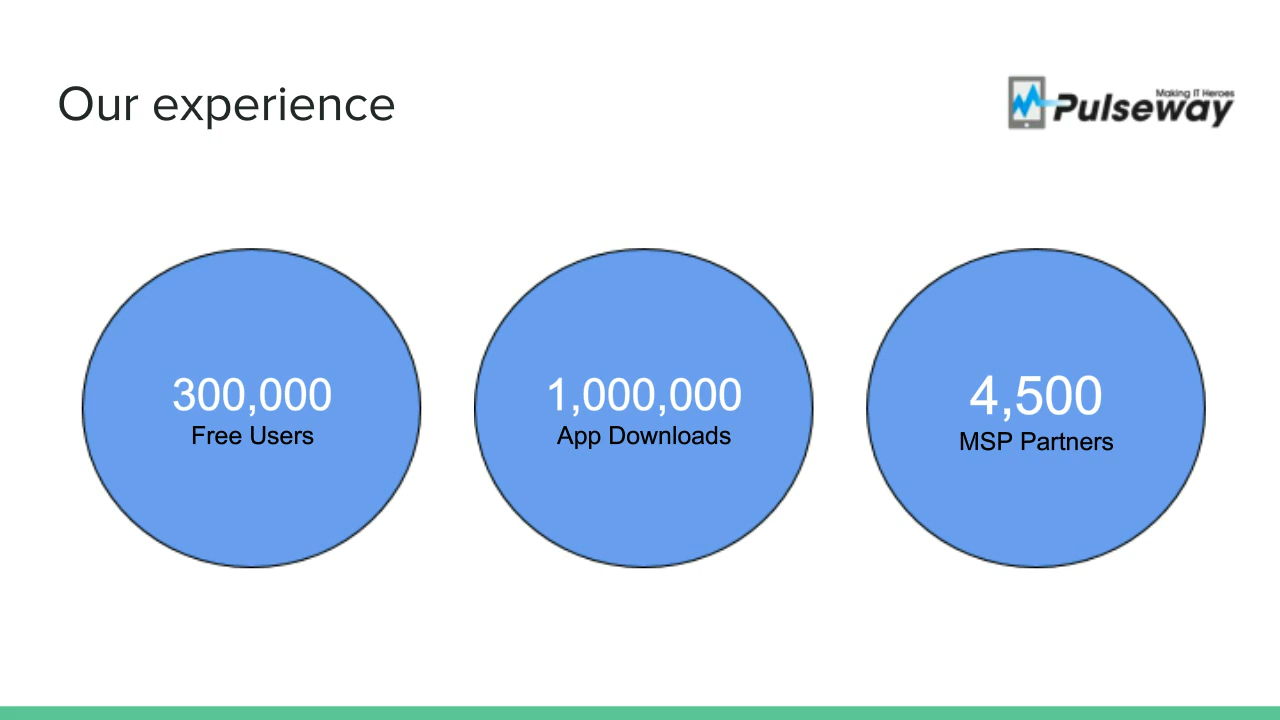 Our experience
Making IT Heroes
Pulseway
300,000
Free Users
1,000,000
App Downloads
4,500
MSP Partners